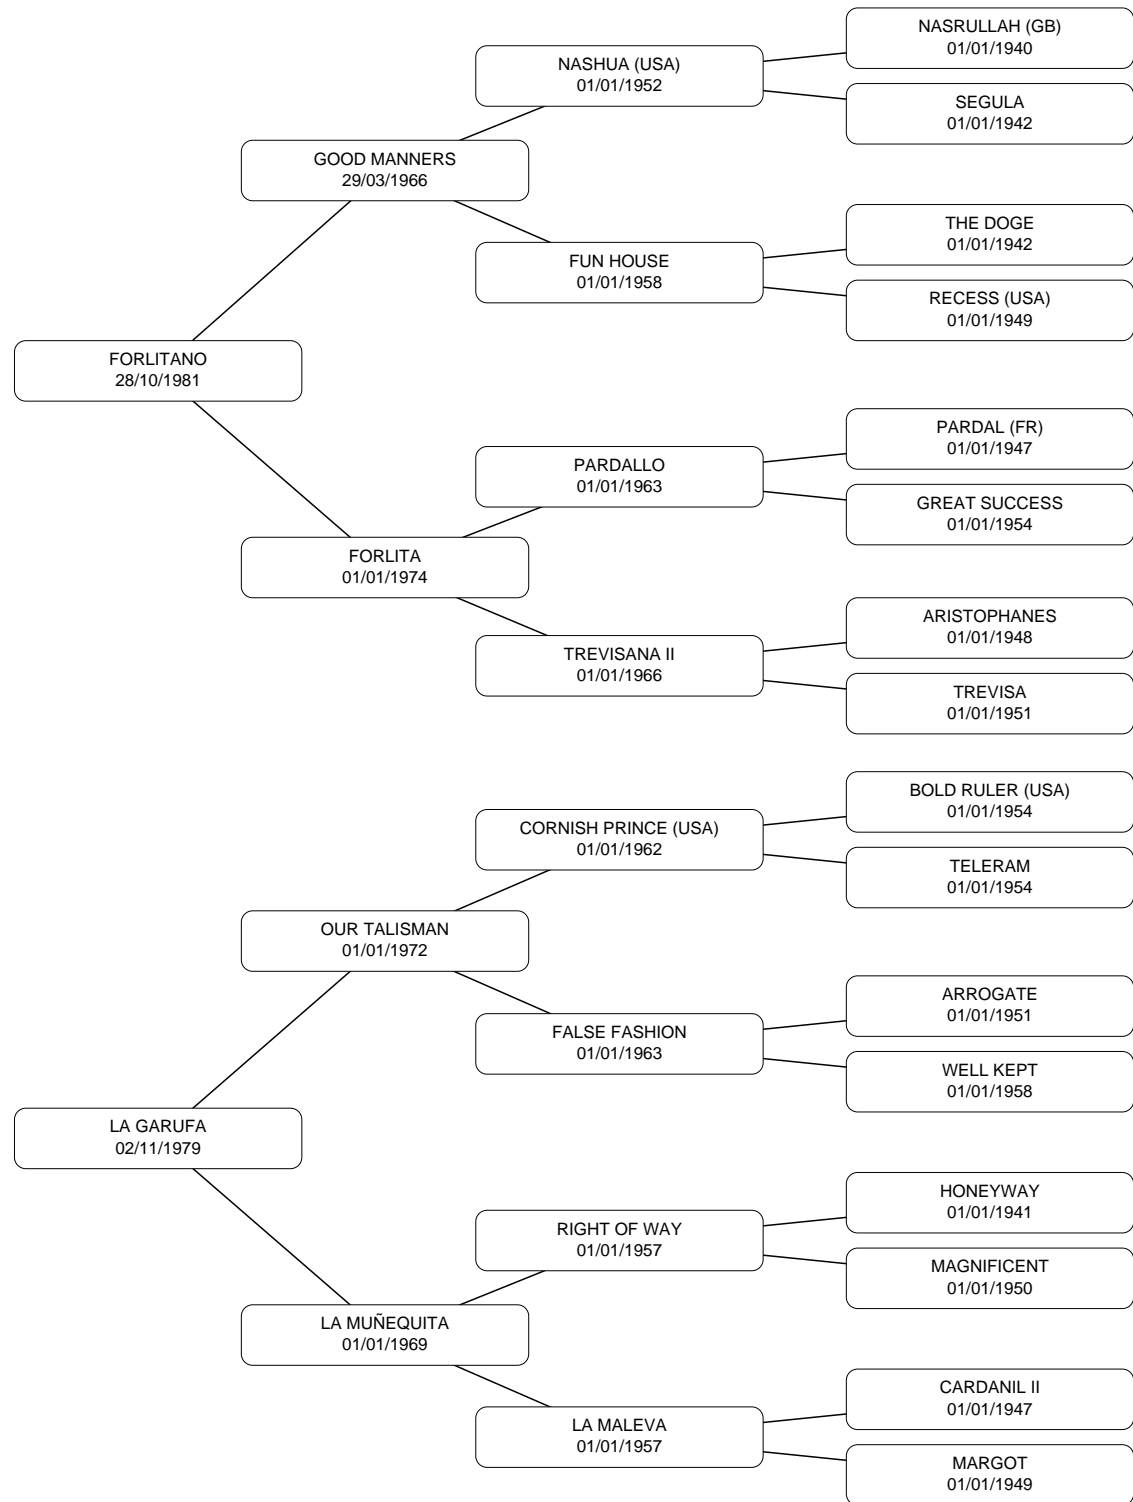 NASRULLAH (GB)
01/01/1940
NASHUA (USA)
01/01/1952
SEGULA
01/01/1942
GOOD MANNERS
29/03/1966
THE DOGE
01/01/1942
FUN HOUSE
01/01/1958
RECESS (USA)
01/01/1949
FORLITANO
28/10/1981
PARDAL (FR)
01/01/1947
PARDALLO
01/01/1963
GREAT SUCCESS
01/01/1954
FORLITA
01/01/1974
ARISTOPHANES
01/01/1948
TREVISANA II
01/01/1966
TREVISA
01/01/1951
BOLD RULER (USA)
01/01/1954
CORNISH PRINCE (USA)
01/01/1962
TELERAM
01/01/1954
OUR TALISMAN
01/01/1972
ARROGATE
01/01/1951
FALSE FASHION
01/01/1963
WELL KEPT
01/01/1958
LA GARUFA
02/11/1979
HONEYWAY
01/01/1941
RIGHT OF WAY
01/01/1957
MAGNIFICENT
01/01/1950
LA MUÑEQUITA
01/01/1969
CARDANIL II
01/01/1947
LA MALEVA
01/01/1957
MARGOT
01/01/1949